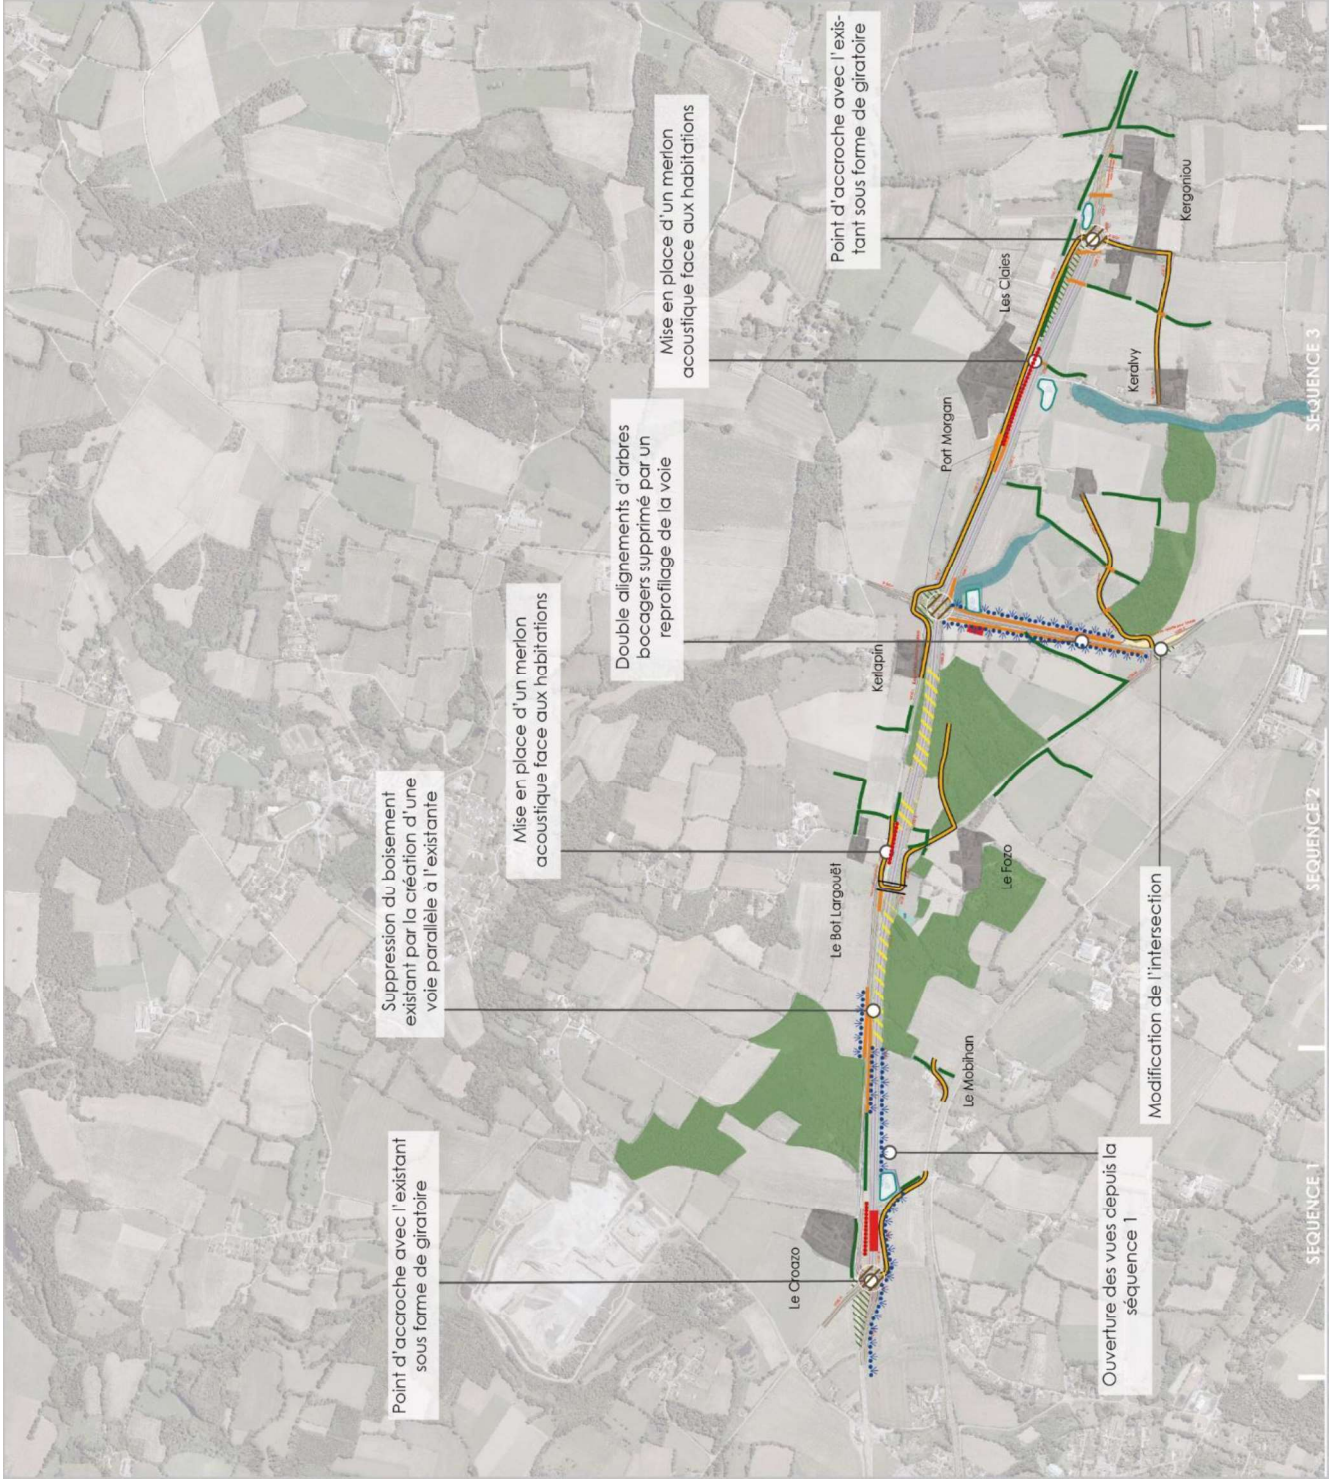 Point d'accroche avec l'exis-
tant sous forme de giratoire
Mise en place d'un merlon
acoustique face aux habitations
Double alignements d'arbres
bocagers supprimé par un
reprofilage de la voie
Mise en place d'un merlon
acoustique face aux habitations
Suppression du boisement
existant par la création d'une
voie parallèle à l'existante
Point d'accroche avec l'existant
sous forme de giratoire
Le Croazo
Le Bot Largouët
Kerlapin
Port Morgan
Les Claies
Kergoniou
Keralvy
Le Fozo
Le Mobihan
Ouverture des vues depuis la
séquence 1
Modification de l'intersection
SEQUENCE 1
SEQUENCE 2
SEQUENCE 3